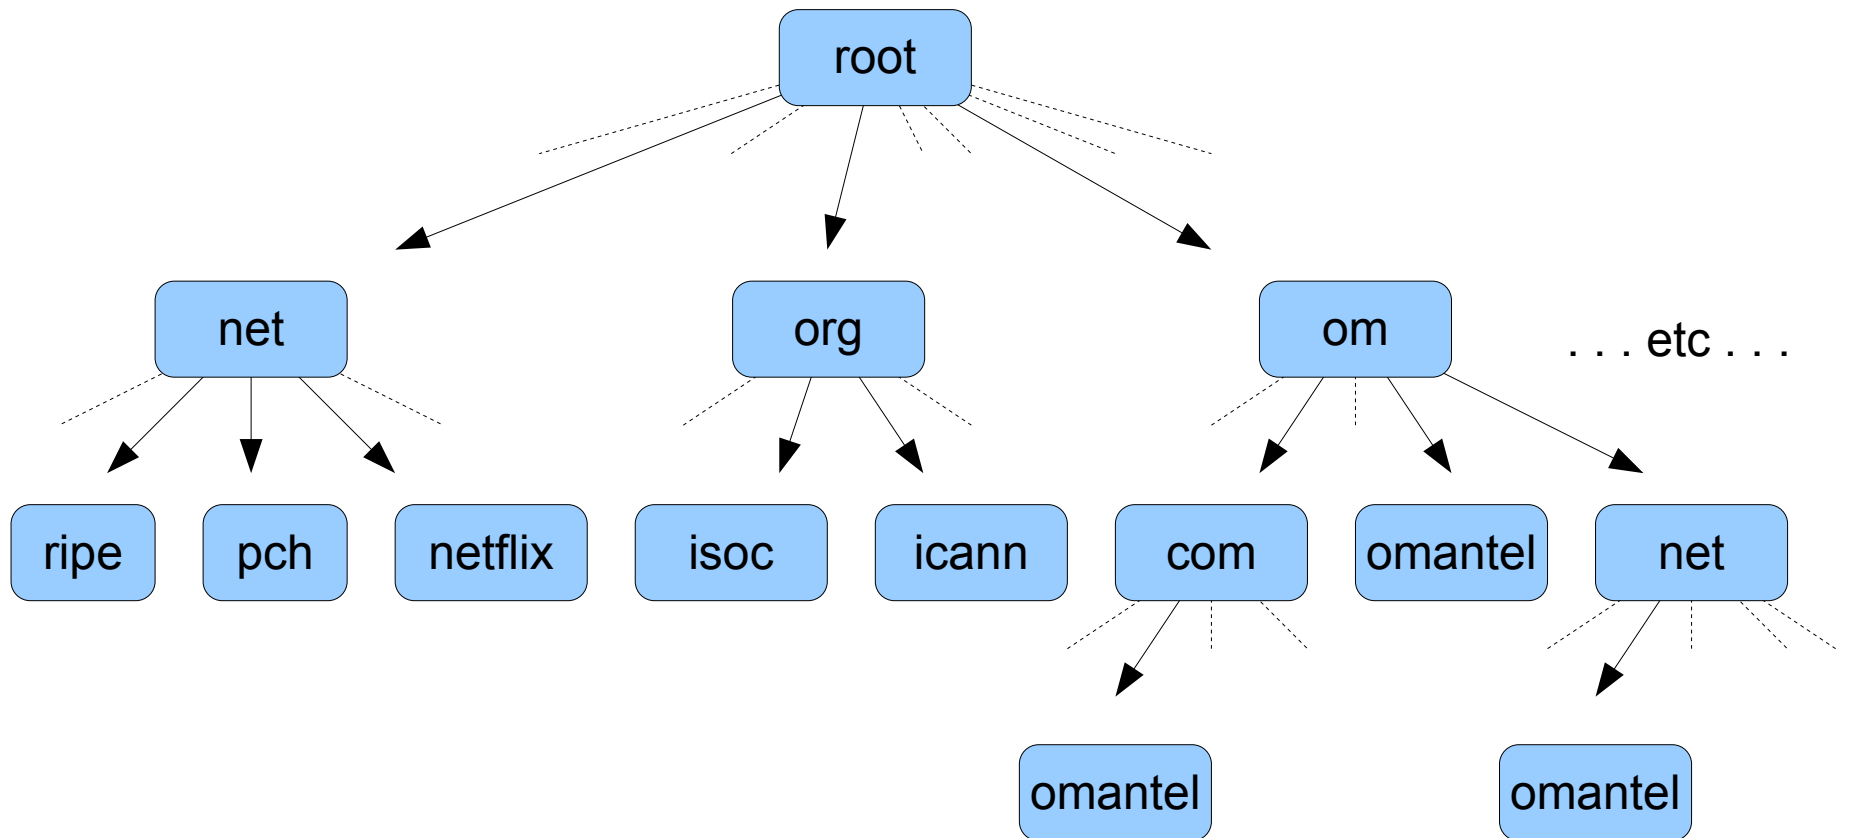 root
net
org
om
. . . etc . . .
ripe
pch
netflix
isoc
icann
com
omantel
net
omantel
omantel